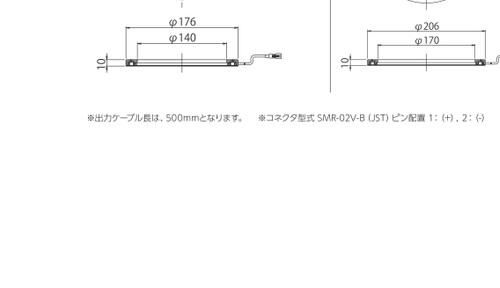 φ176
φ140
10
φ206
φ170
10
※出力ケーブル長は、500mmとなります。 ※コネクタ型式 SMR-02V-B (JST) ピン配置 1：(+) , 2：(-)